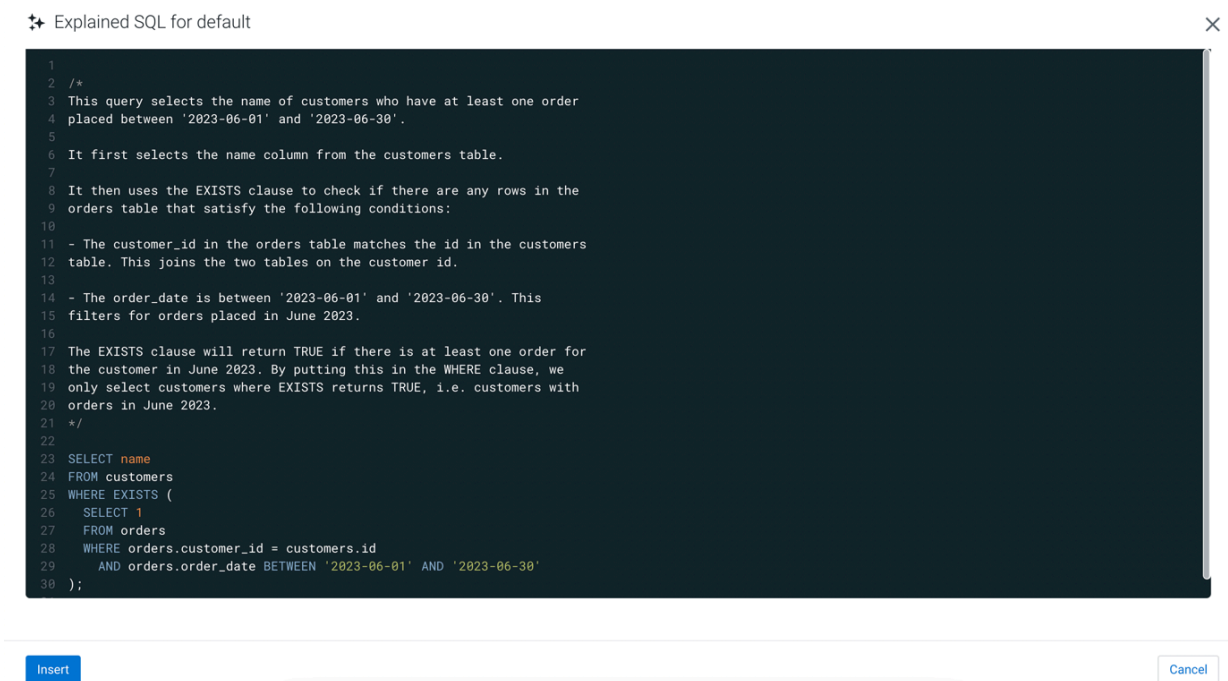 Explained SQL for default
1
2 /*
3 This query selects the name of customers who have at least one order
4 placed between '2023-06-01' and '2023-06-30'.
5
6 It first selects the name column from the customers table.
7
8 It then uses the EXISTS clause to check if there are any rows in the
9 orders table that satisfy the following conditions:
10
11 - The customer_id in the orders table matches the id in the customers
12 table. This joins the two tables on the customer id.
13
14 - The order_date is between '2023-06-01' and '2023-06-30'. This
15 filters for orders placed in June 2023.
16
17 The EXISTS clause will return TRUE if there is at least one order for
18 the customer in June 2023. By putting this in the WHERE clause, we
19 only select customers where EXISTS returns TRUE, i.e. customers with
20 orders in June 2023.
21 */
22
23 SELECT name
24 FROM customers
25 WHERE EXISTS (
26   SELECT 1
27   FROM orders
28   WHERE orders.customer_id = customers.id
29     AND orders.order_date BETWEEN '2023-06-01' AND '2023-06-30'
30 );
Insert
Cancel